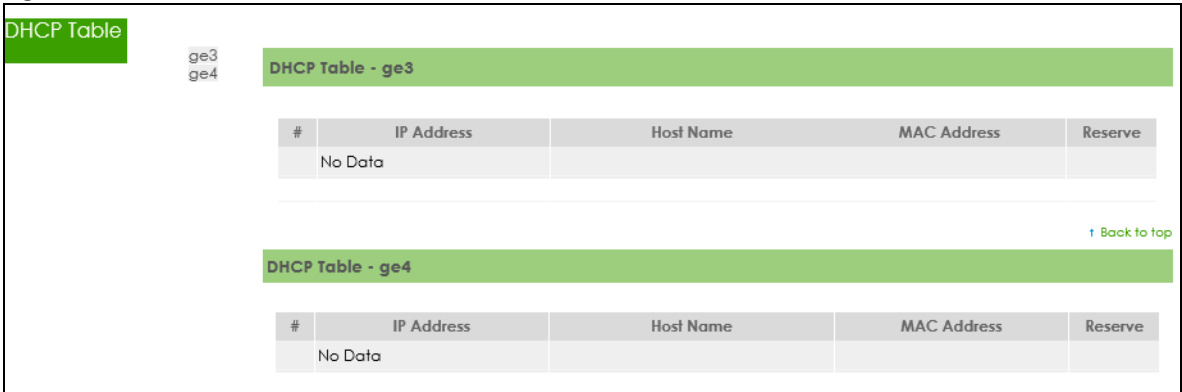 DHCP Table
ge3
ge4
DHCP Table - ge3
# IP Address Host Name MAC Address Reserve
No Data
↑ Back to top
DHCP Table - ge4
# IP Address Host Name MAC Address Reserve
No Data